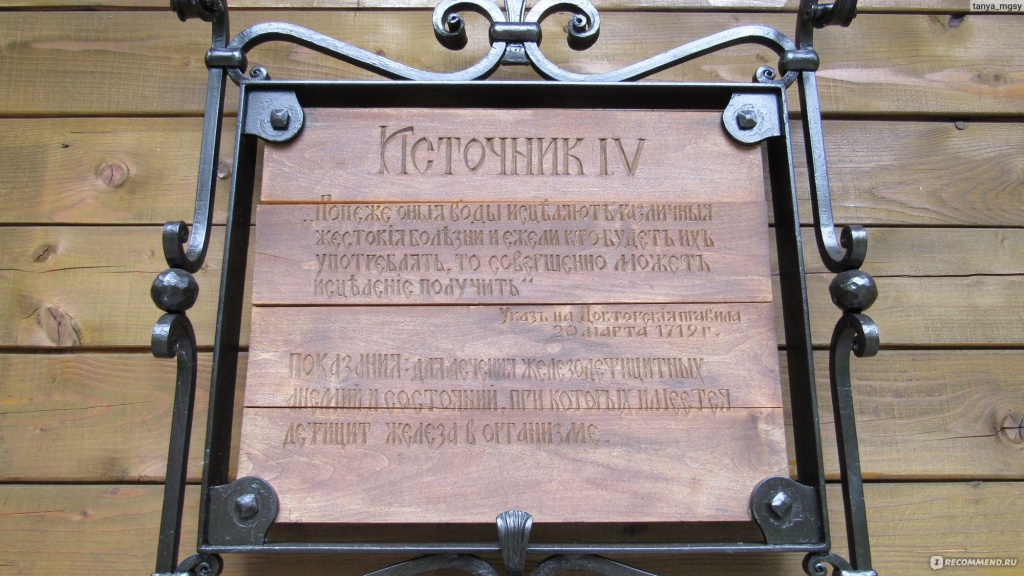 tanya_mgsy
Источник IV
„Понеже оныя воды исцѣляютъ различныя
жестокія болѣзни и ежели кто будетъ ихъ
употреблять, то совершенно можетъ
исцѣленіе получить“
Указъ на Докторскія правила
20 марта 1719 г.
Показания: для лечения железодефицитных
анемий и состояний, при которых имеется
дефицит железа в организме.
IRECOMMEND.RU